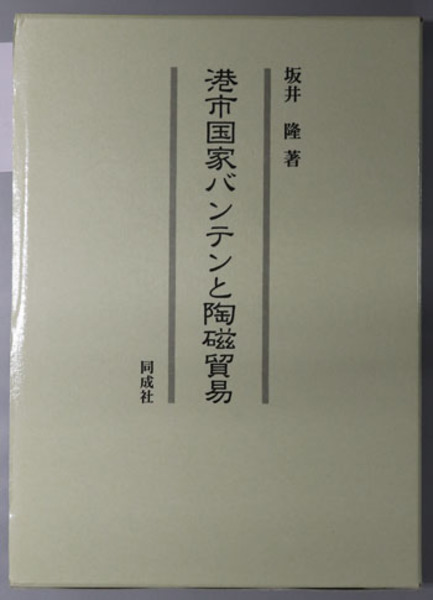 坂井 隆 著
港市国家バンテンと陶磁貿易
同成社